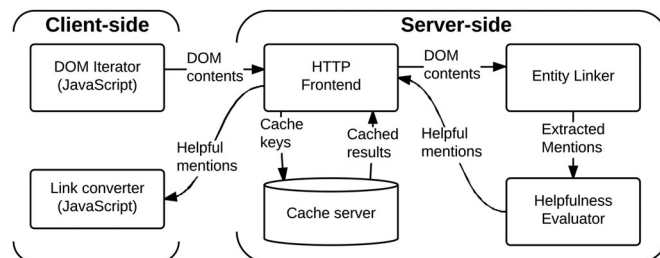 Client-side
Server-side
DOM Iterator
(JavaScript)
DOM
contents
HTTP
Frontend
DOM
contents
Entity Linker
Helpful
mentions
Cache
keys
Cached
results
Helpful
mentions
Extracted
Mentions
Link converter
(JavaScript)
Cache server
Helpfulness
Evaluator